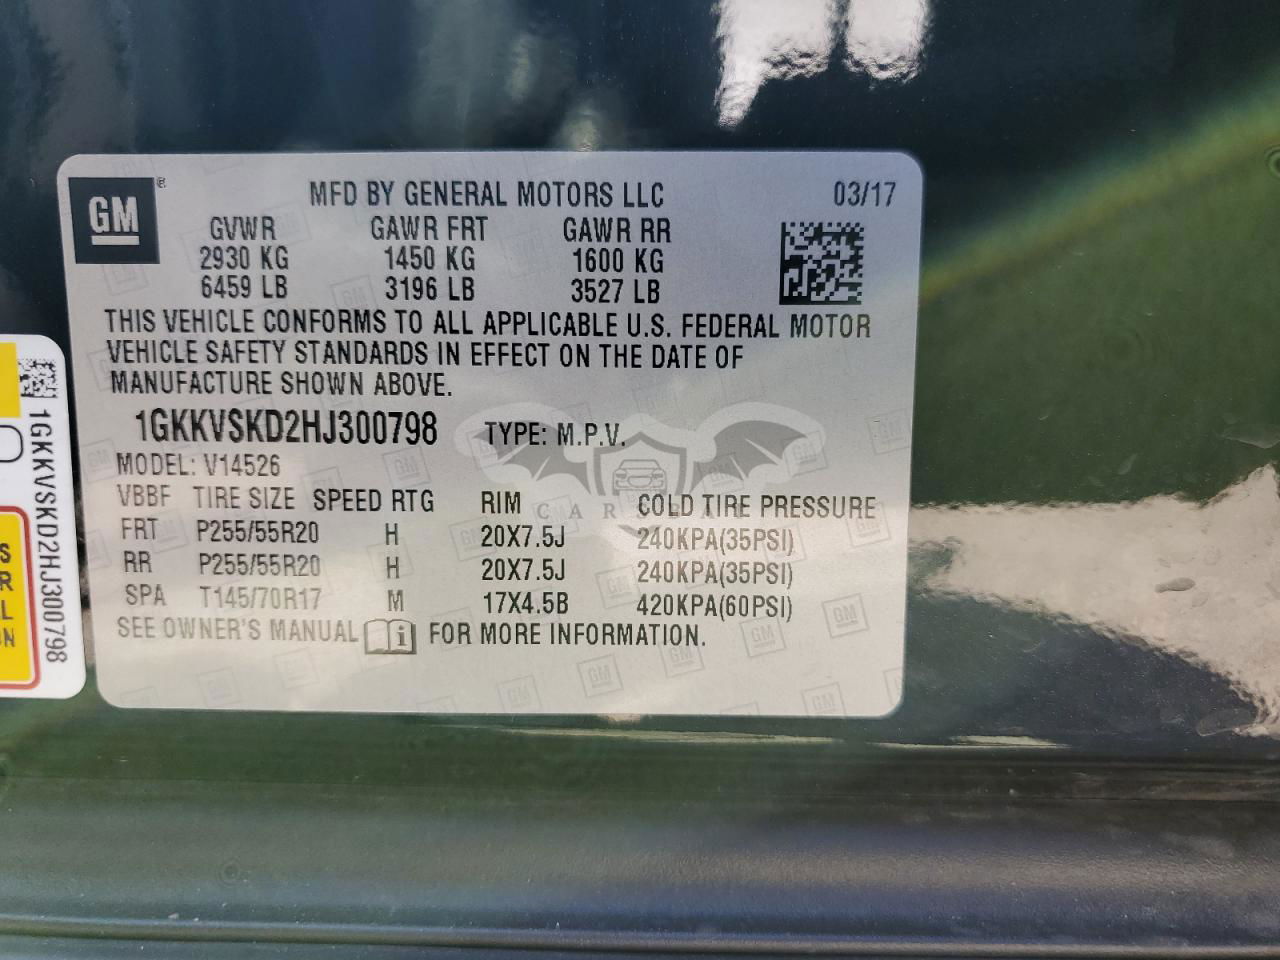 GM
MFD BY GENERAL MOTORS LLC 03/17
GVWR GAWR FRT GAWR RR
2930 KG 1450 KG 1600 KG
6459 LB 3196 LB 3527 LB
THIS VEHICLE CONFORMS TO ALL APPLICABLE U.S. FEDERAL MOTOR
VEHICLE SAFETY STANDARDS IN EFFECT ON THE DATE OF
MANUFACTURE SHOWN ABOVE.
1GKKVSKD2HJ300798 TYPE: M.P.V.
MODEL: V14526
VBBF TIRE SIZE SPEED RTG RIM COLD TIRE PRESSURE
FRT P255/55R20 H 20X7.5J 240KPA(35PSI)
RR P255/55R20 H 20X7.5J 240KPA(35PSI)
SPA T145/70R17 M 17X4.5B 420KPA(60PSI)
SEE OWNER'S MANUAL i FOR MORE INFORMATION.
1GKKVSKD2HJ300798